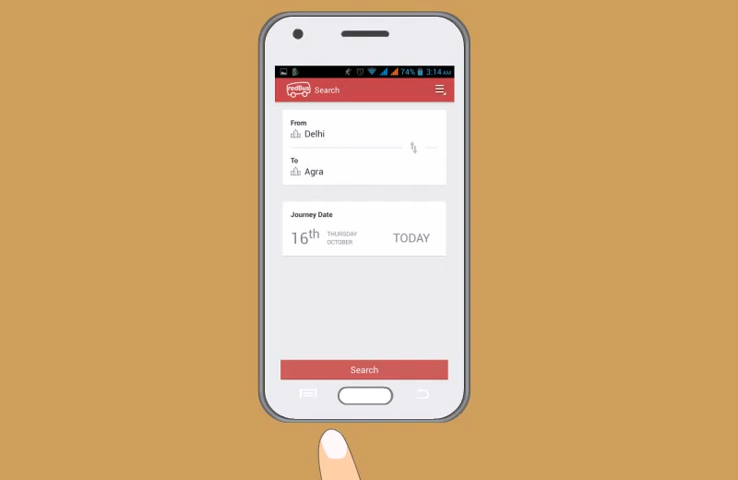 74% 3:14 AM
redBus Search
From
Delhi
To
Agra
Journey Date
16th THURSDAY OCTOBER TODAY
Search